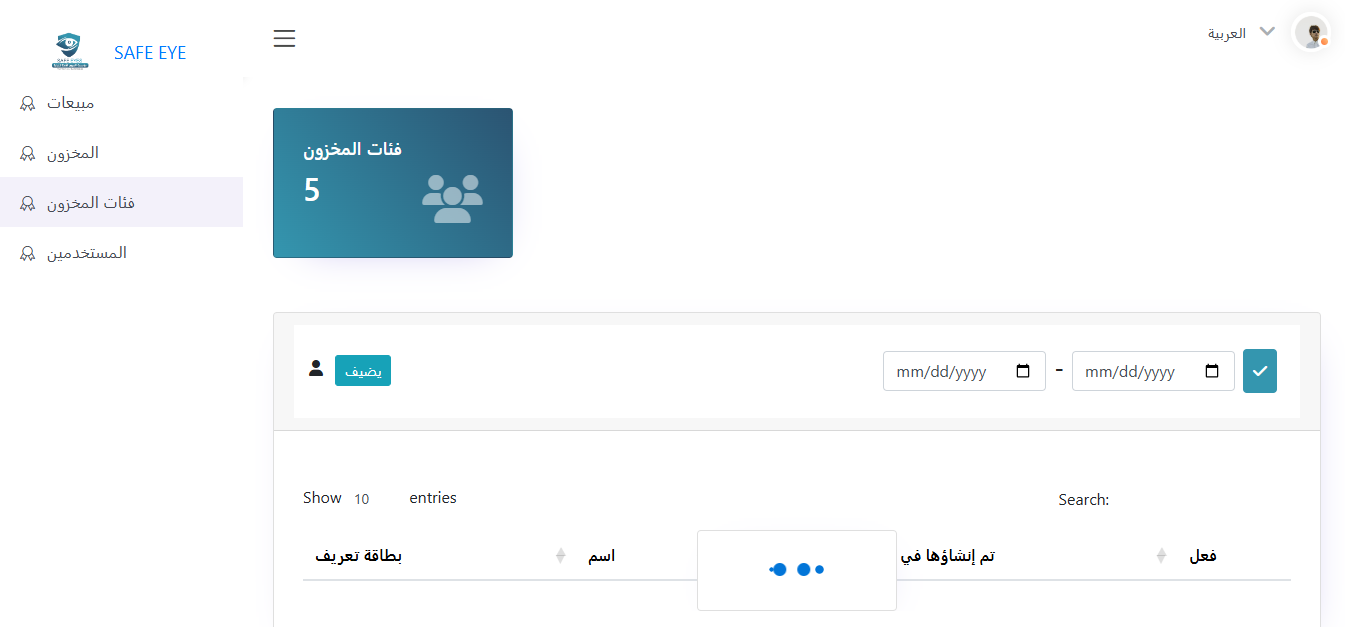 SAFE EYE
العربية
مبيعات
المخزون
فئات المخزون
المستخدمين
فئات المخزون
5
يضيف
mm/dd/yyyy - mm/dd/yyyy
Show 10 entries
Search:
بطاقة تعريف اسم تم إنشاؤها في فعل